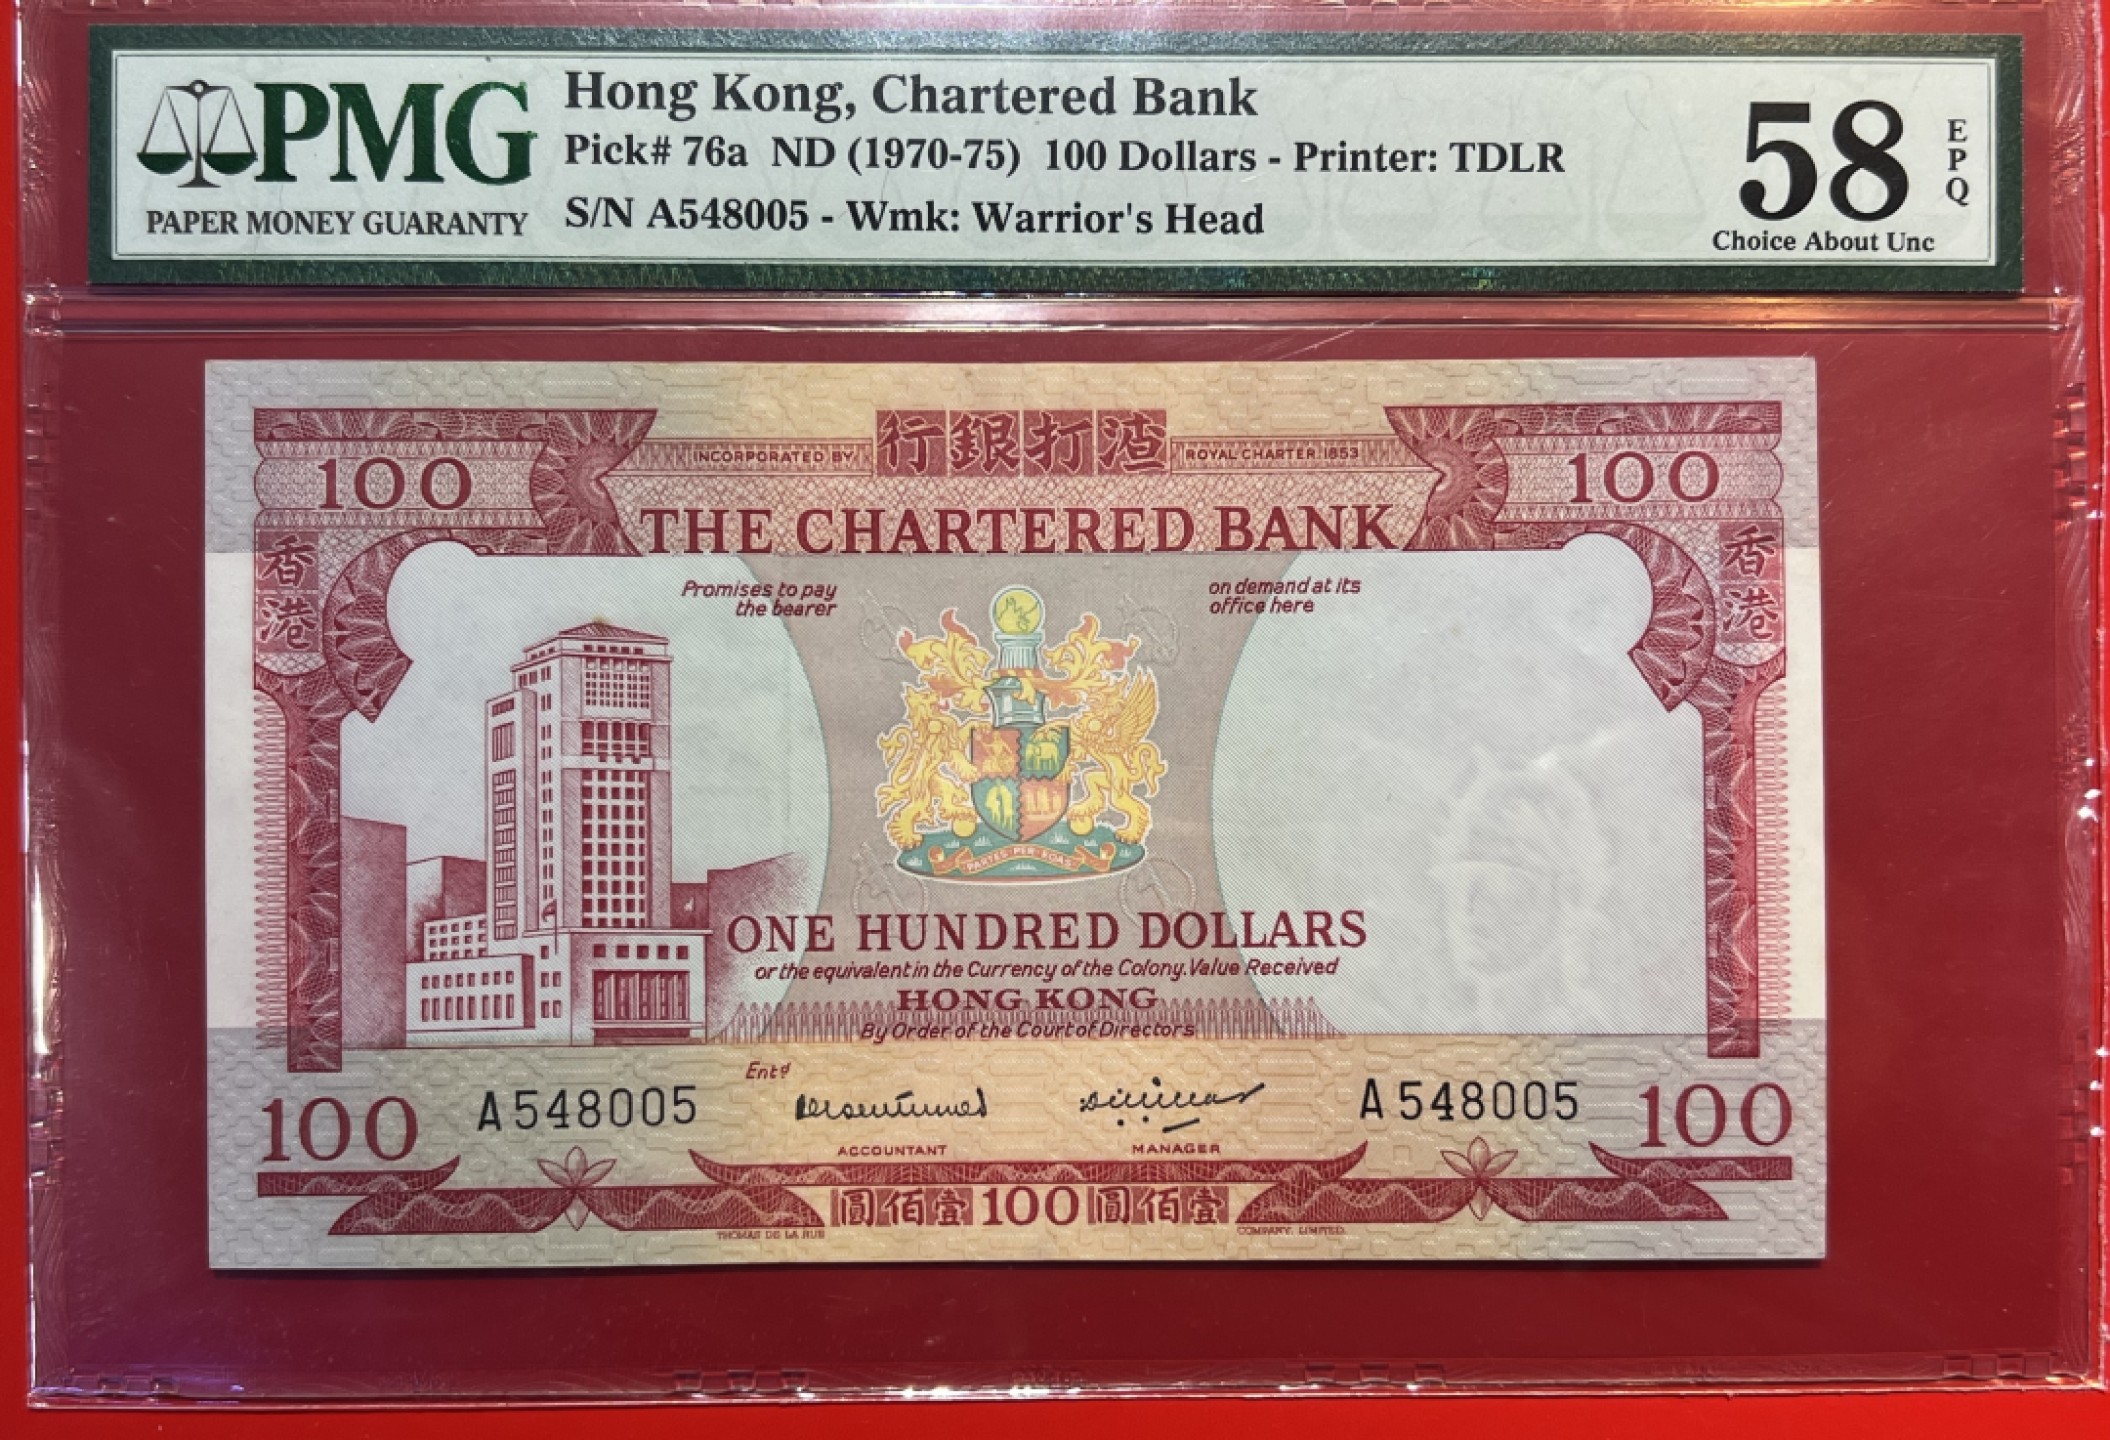 PMG
PAPER MONEY GUARANTY
Hong Kong, Chartered Bank
Pick# 76a ND (1970-75) 100 Dollars - Printer: TDLR
S/N A548005 - Wmk: Warrior's Head
58
EPQ
Choice About Unc
行銀打渣
INCORPORATED BY ROYAL CHARTER 1853
100 100
THE CHARTERED BANK
香港 香港
Promises to pay
the bearer
on demand at its
office here
PARTES PER EOAS
ONE HUNDRED DOLLARS
or the equivalent in the Currency of the Colony. Value Received
HONG KONG
By Order of the Court of Directors
Entd
100 A548005 A548005 100
ACCOUNTANT MANAGER
圓佰壹 100 圓佰壹
THOMAS DE LA RUE COMPANY, LIMITED.